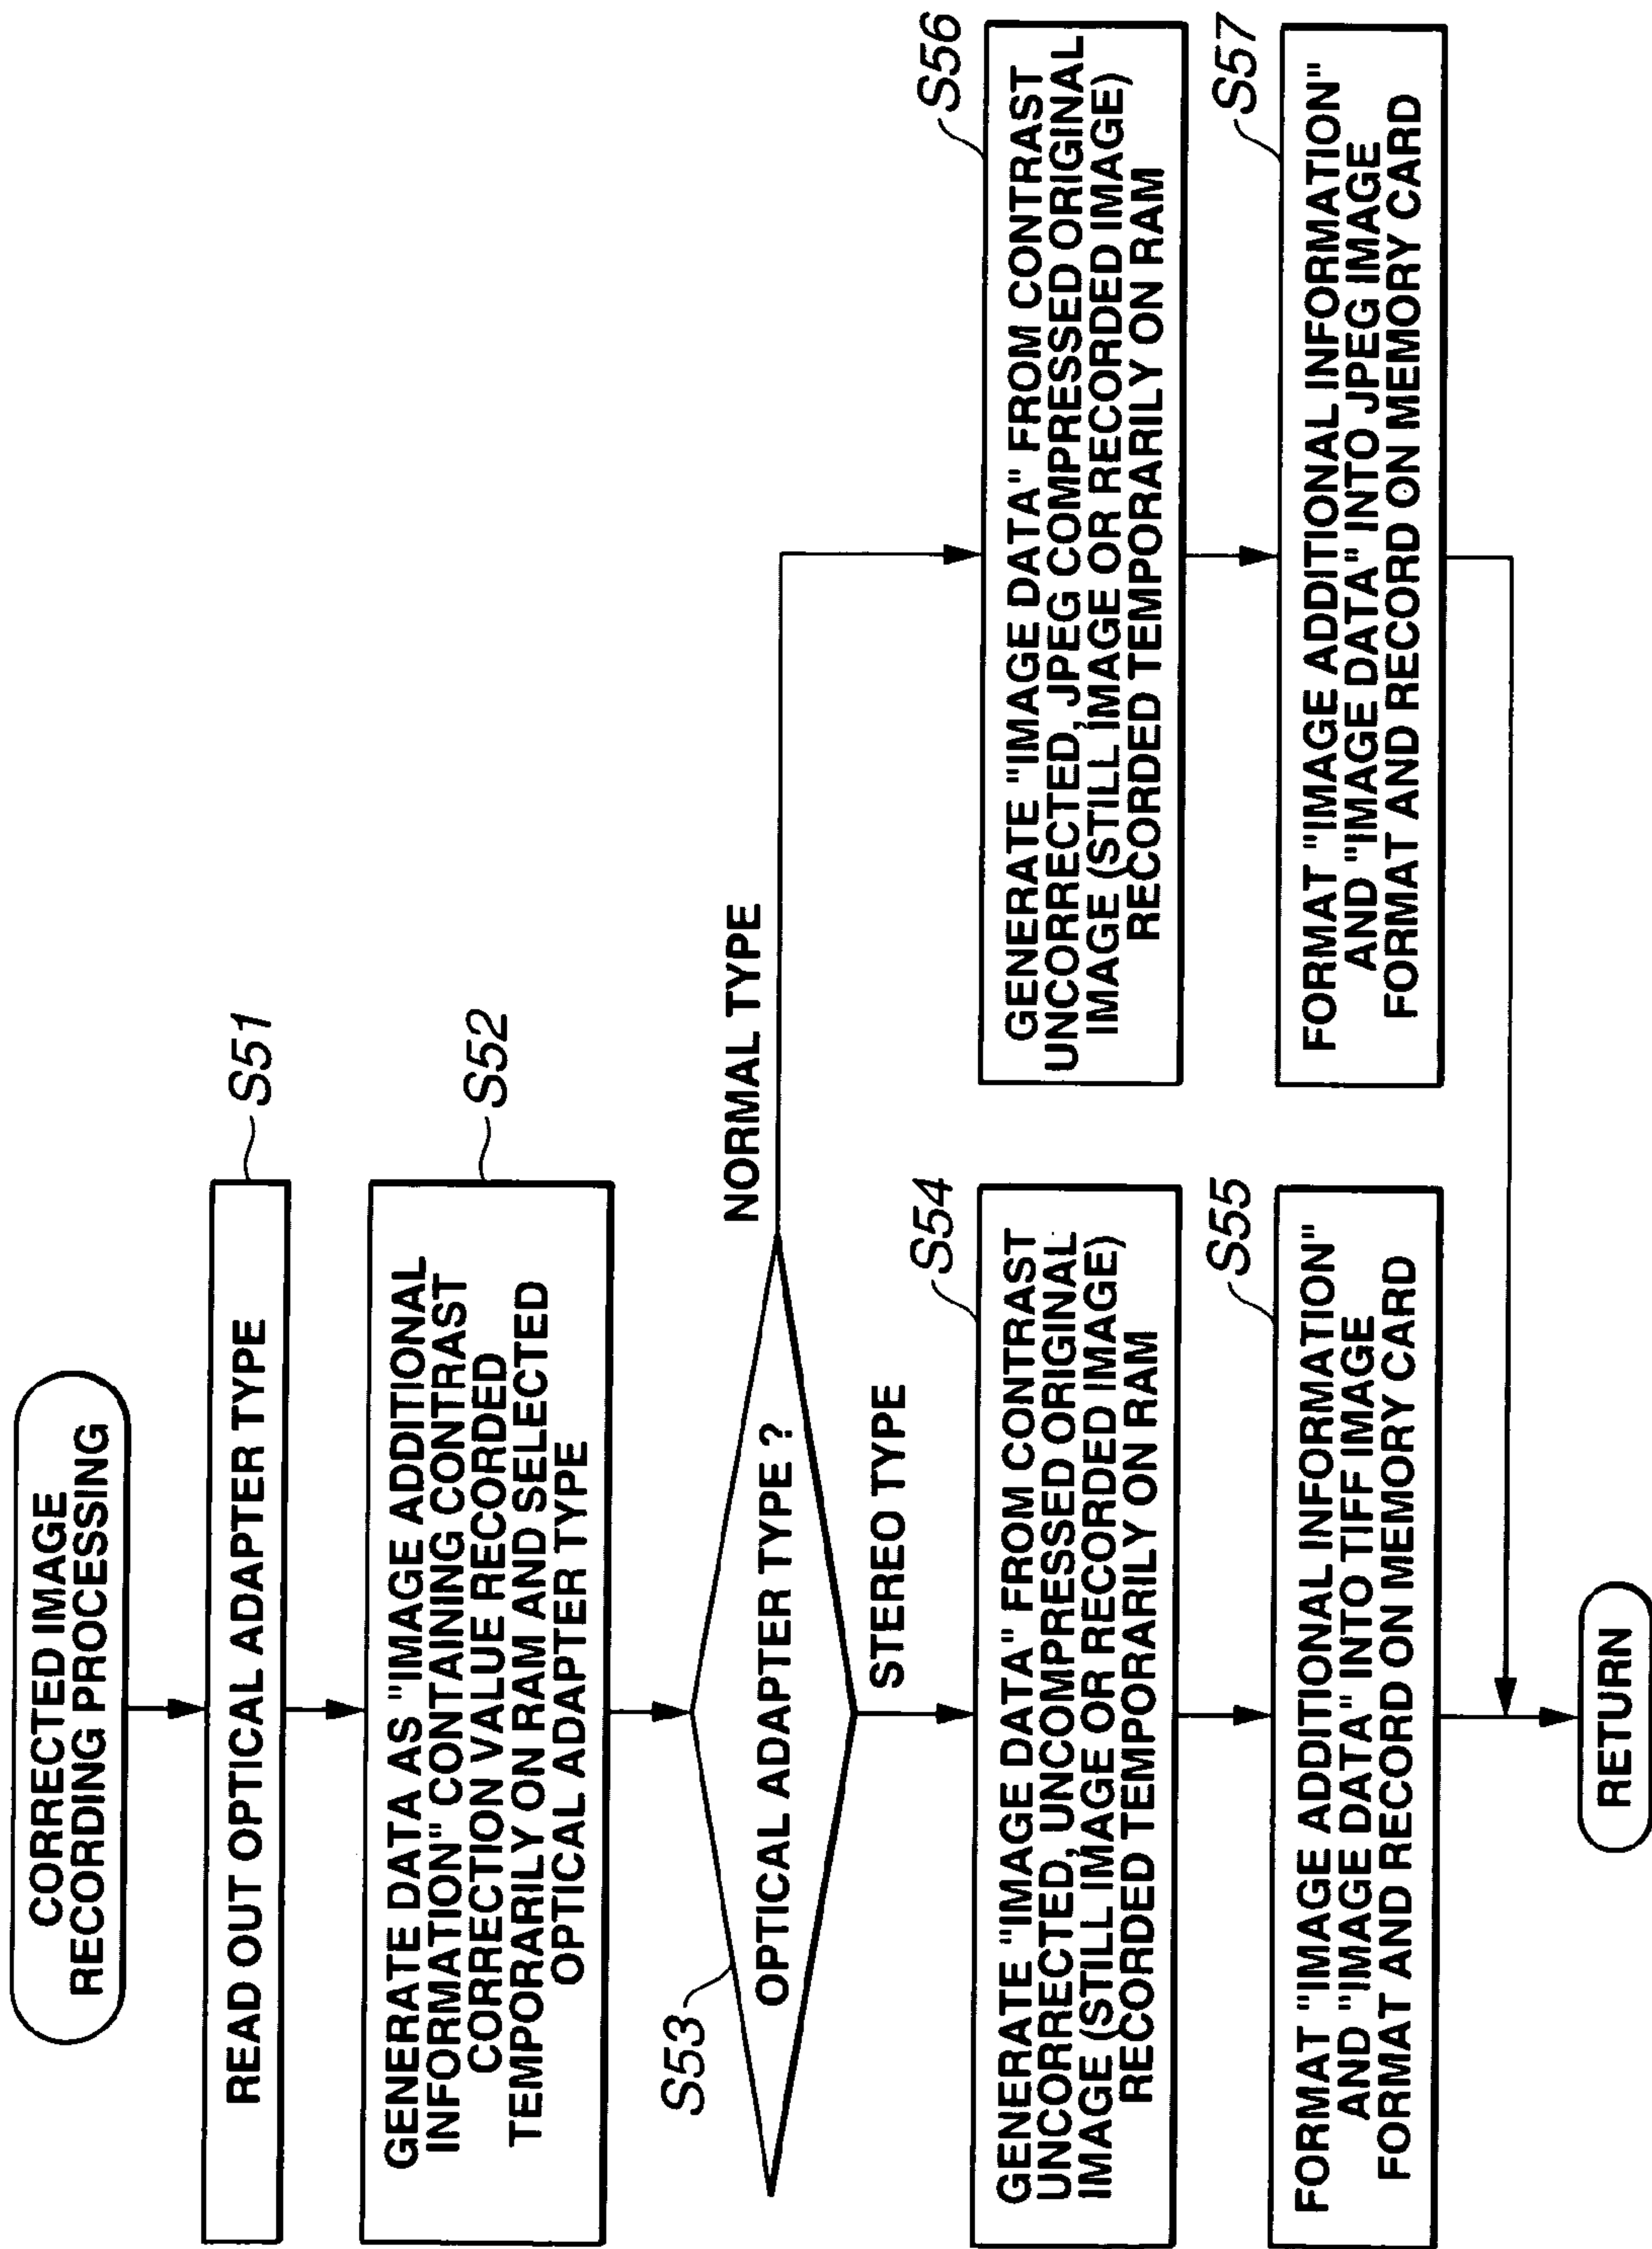 CORRECTED IMAGE
RECORDING PROCESSING
S51
READ OUT OPTICAL ADAPTER TYPE
S52
GENERATE DATA AS "IMAGE ADDITIONAL
INFORMATION" CONTAINING CONTRAST
CORRECTION VALUE RECORDED
TEMPORARILY ON RAM AND SELECTED
OPTICAL ADAPTER TYPE
S53
OPTICAL ADAPTER TYPE ?
NORMAL TYPE
STEREO TYPE
S54
GENERATE "IMAGE DATA" FROM CONTRAST
UNCORRECTED, UNCOMPRESSED ORIGINAL
IMAGE (STILL IMAGE OR RECORDED IMAGE)
RECORDED TEMPORARILY ON RAM
S55
FORMAT "IMAGE ADDITIONAL INFORMATION"
AND "IMAGE DATA" INTO TIFF IMAGE
FORMAT AND RECORD ON MEMORY CARD
S56
GENERATE "IMAGE DATA" FROM CONTRAST
UNCORRECTED, JPEG COMPRESSED ORIGINAL
IMAGE (STILL IMAGE OR RECORDED IMAGE)
RECORDED TEMPORARILY ON RAM
S57
FORMAT "IMAGE ADDITIONAL INFORMATION"
AND "IMAGE DATA" INTO JPEG IMAGE
FORMAT AND RECORD ON MEMORY CARD
RETURN